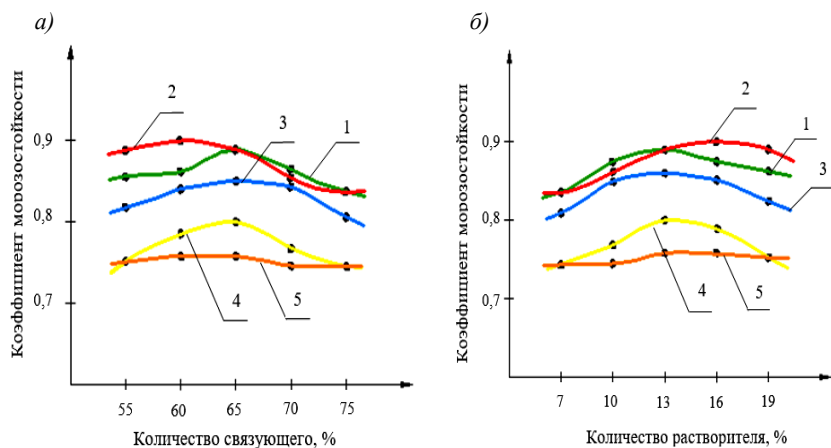 а)
Коэффициент морозостойкости
0,9
0,8
0,7
2
3
1
4
5
55 60 65 70 75
Количество связующего, %
б)
Коэффициент морозостойкости
0,9
0,8
0,7
2
1
3
4
5
7 10 13 16 19
Количество растворителя, %